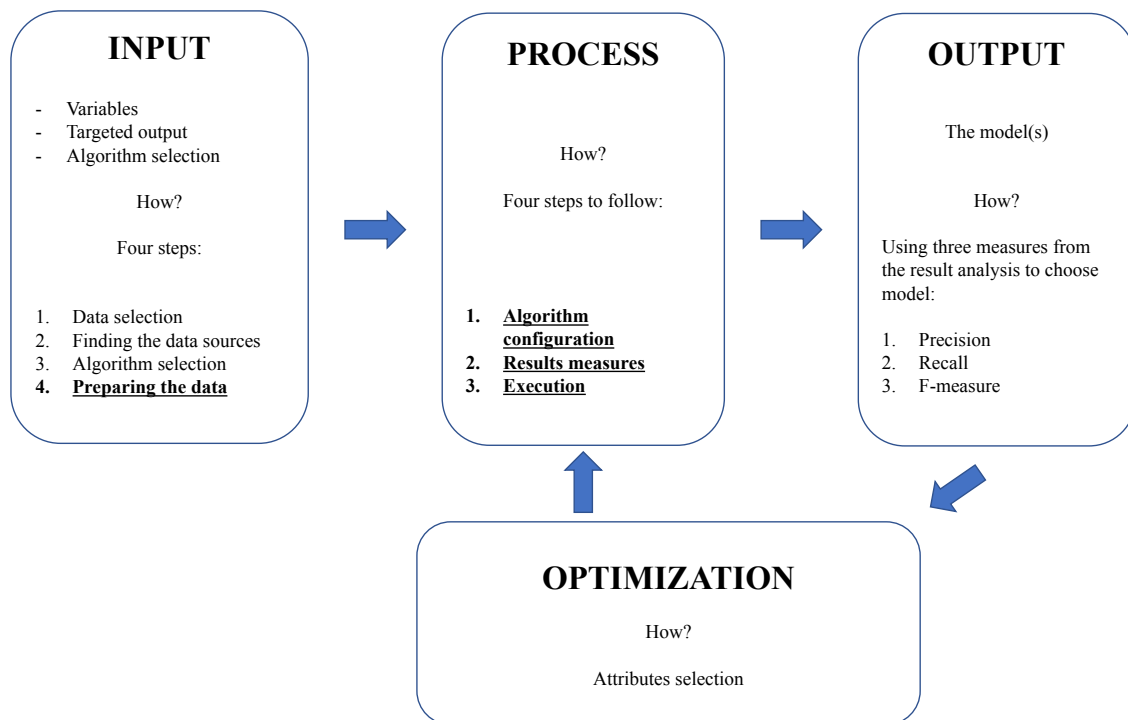 INPUT
- Variables
- Targeted output
- Algorithm selection
How?
Four steps:
1. Data selection
2. Finding the data sources
3. Algorithm selection
4. Preparing the data
PROCESS
How?
Four steps to follow:
1. Algorithm
configuration
2. Results measures
3. Execution
OUTPUT
The model(s)
How?
Using three measures from
the result analysis to choose
model:
1. Precision
2. Recall
3. F-measure
OPTIMIZATION
How?
Attributes selection